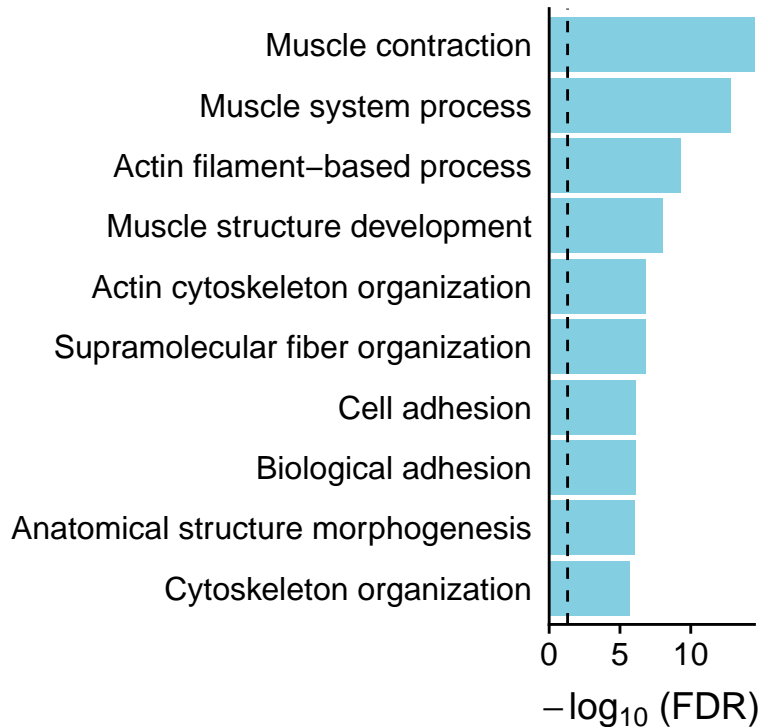 Muscle contraction
Muscle system process
Actin filament−based process
Muscle structure development
Actin cytoskeleton organization
Supramolecular fiber organization
Cell adhesion
Biological adhesion
Anatomical structure morphogenesis
Cytoskeleton organization
0 5 10
−log₁₀ (FDR)